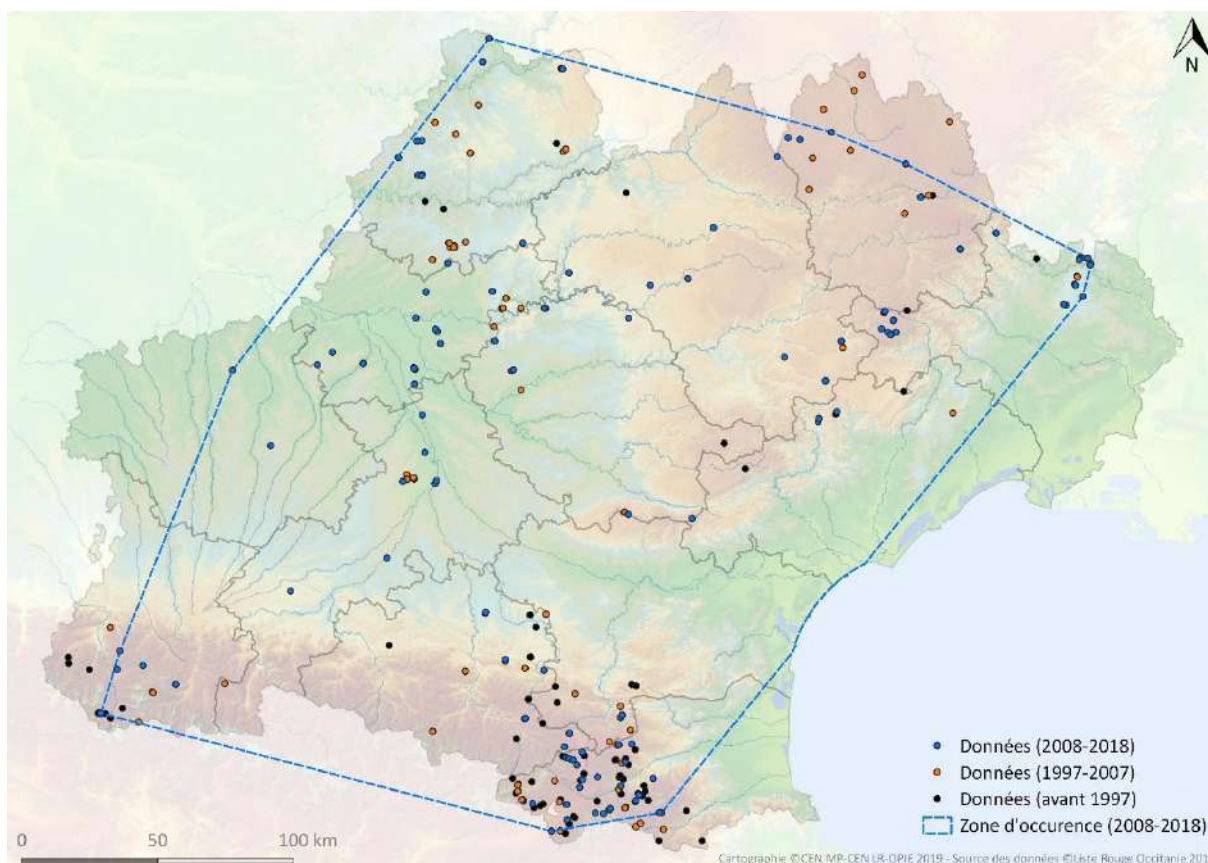 N
Données (2008-2018)
Données (1997-2007)
Données (avant 1997)
Zone d'occurence (2008-2018)
0 50 100 km
Cartographie ©CEN MP-CEN LR-OPIE 2019 - Source des données ©Liste Rouge Occitanie 201